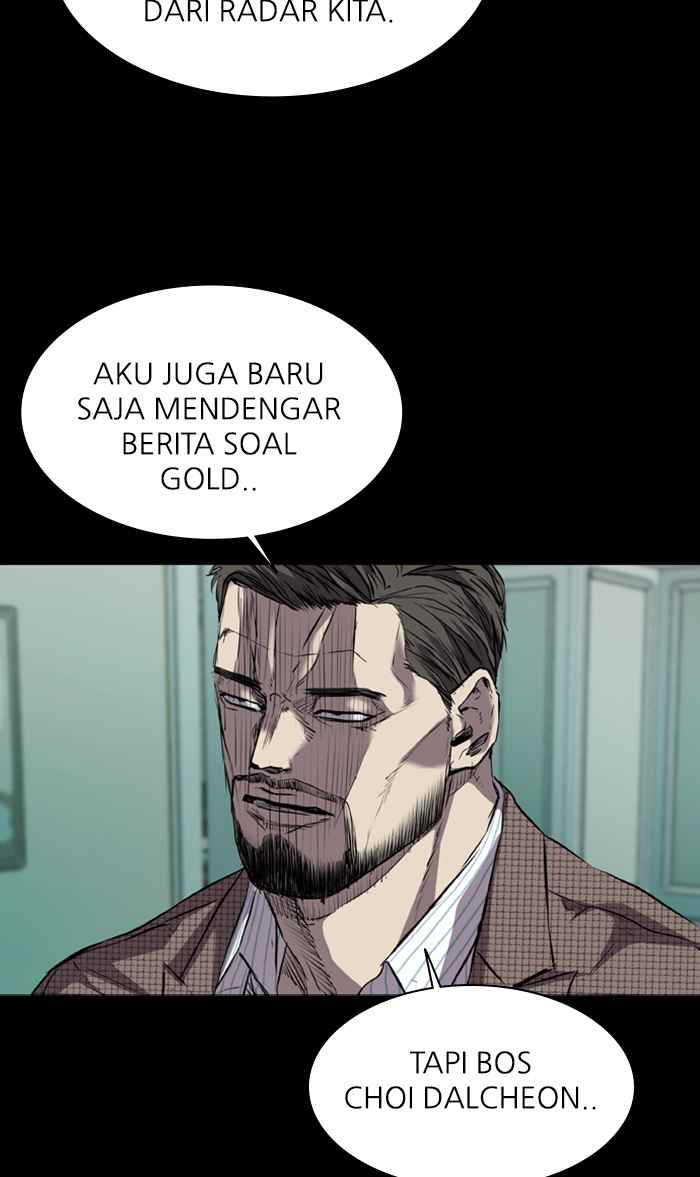 DARI RADAR KITA.
AKU JUGA BARU
SAJA MENDENGAR
BERITA SOAL
GOLD..
TAPI BOS
CHOI DALCHEON..